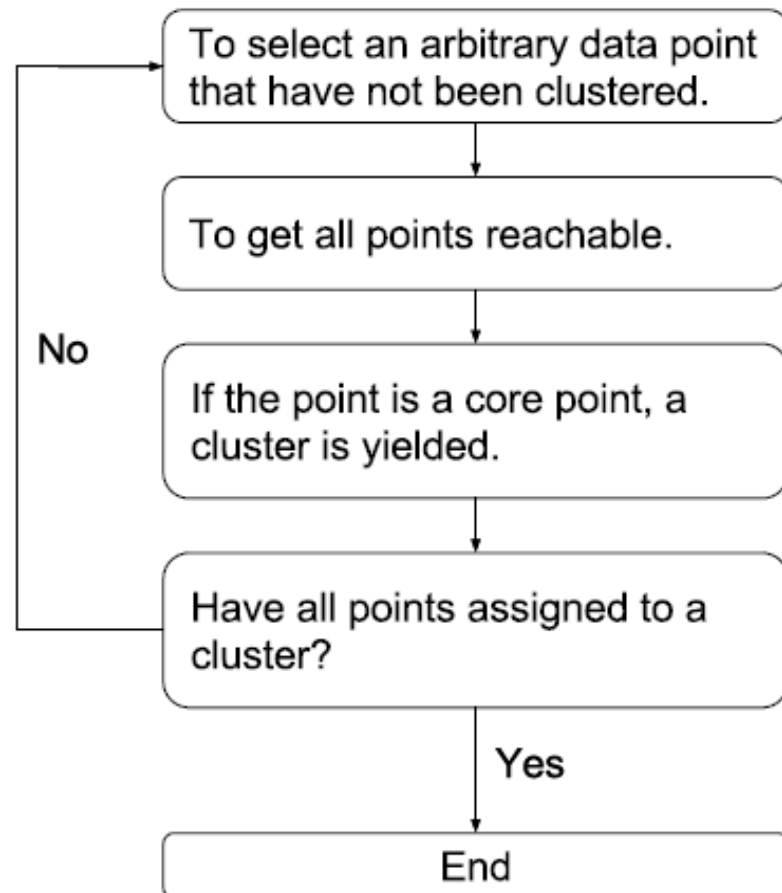 To select an arbitrary data point
that have not been clustered.
To get all points reachable.
No
If the point is a core point, a
cluster is yielded.
Have all points assigned to a
cluster?
Yes
End